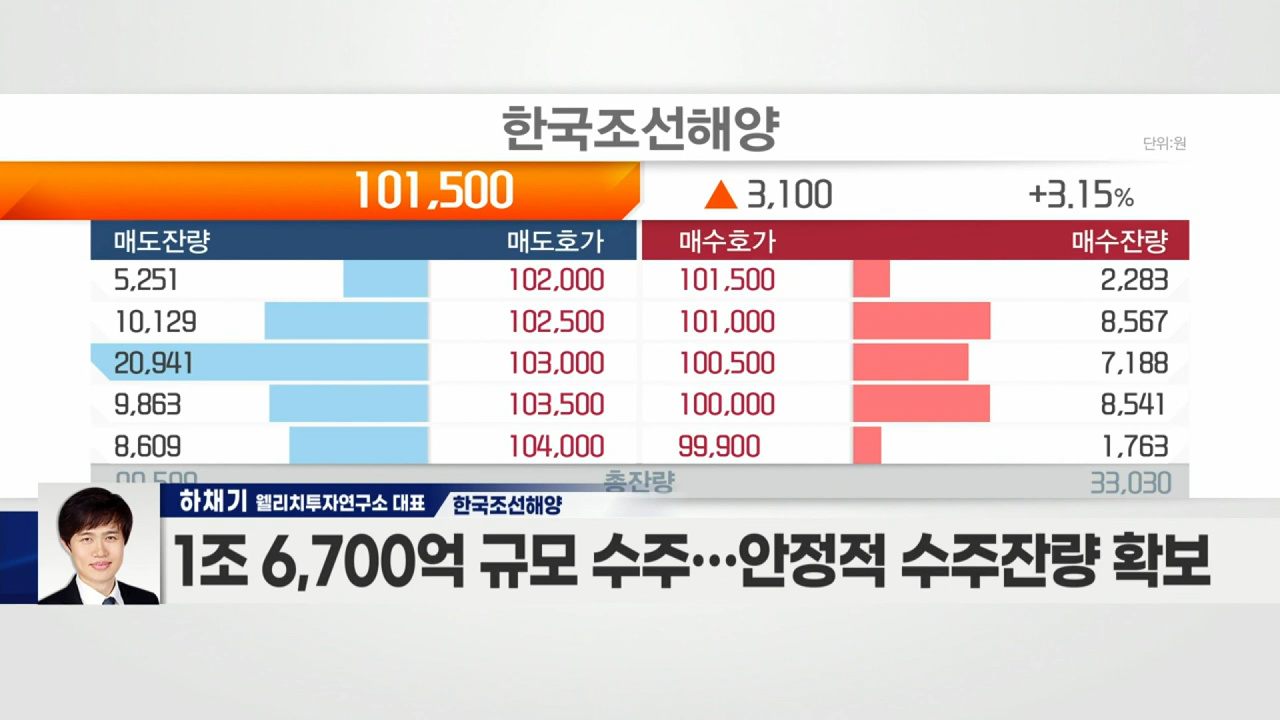 한국조선해양
단위:원
101,500 ▲ 3,100 +3.15%
매도잔량 매도호가 매수호가 매수잔량
5,251 102,000 101,500 2,283
10,129 102,500 101,000 8,567
20,941 103,000 100,500 7,188
9,863 103,500 100,000 8,541
8,609 104,000 99,900 1,763
총잔량 33,030
하채기 웰리치투자연구소 대표 한국조선해양
1조 6,700억 규모 수주…안정적 수주잔량 확보